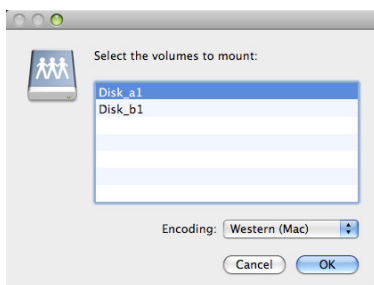 Select the volumes to mount:
Disk_a1
Disk_b1
Encoding: Western (Mac)
Cancel OK